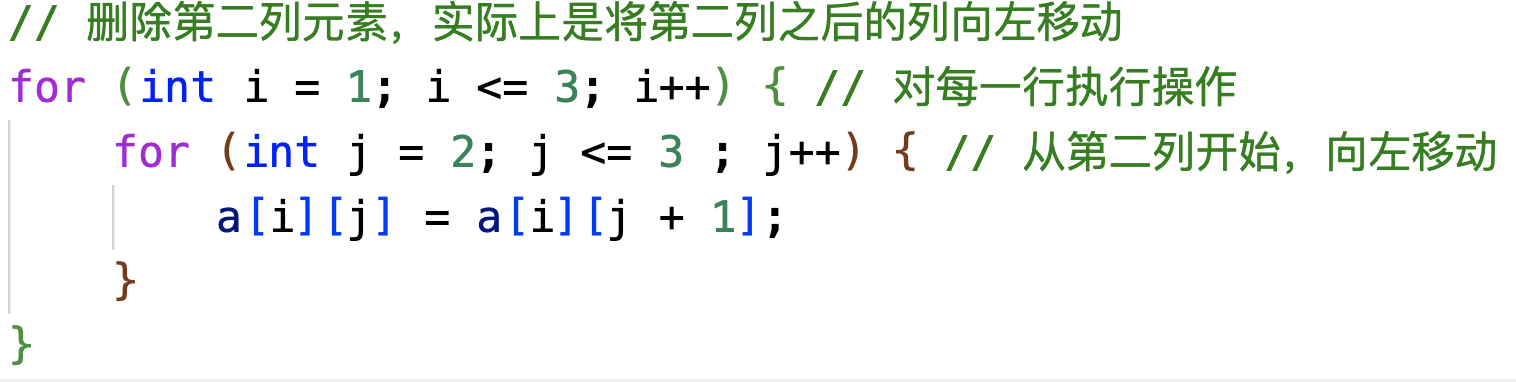 // 删除第二列元素，实际上是将第二列之后的列向左移动
for (int i = 1; i <= 3; i++) { // 对每一行执行操作
    for (int j = 2; j <= 3 ; j++) { // 从第二列开始，向左移动
        a[i][j] = a[i][j + 1];
    }
}